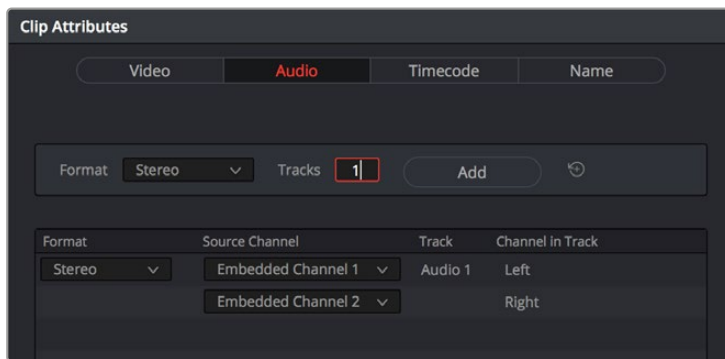 Clip Attributes
Video Audio Timecode Name
Format Stereo Tracks 1 Add
Format Source Channel Track Channel in Track
Stereo Embedded Channel 1 Audio 1 Left
Embedded Channel 2 Right